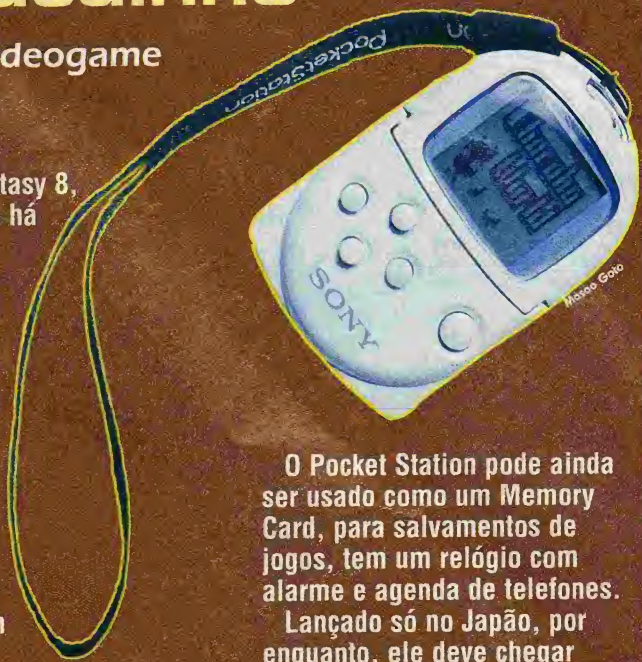 deogame
PocketStation
on
tasy 8,
há
SONY
Masao Goto
O Pocket Station pode ainda
ser usado como um Memory
Card, para salvamentos de
jogos, tem um relógio com
alarme e agenda de telefones.
Lançado só no Japão, por
enquanto, ele deve chegar